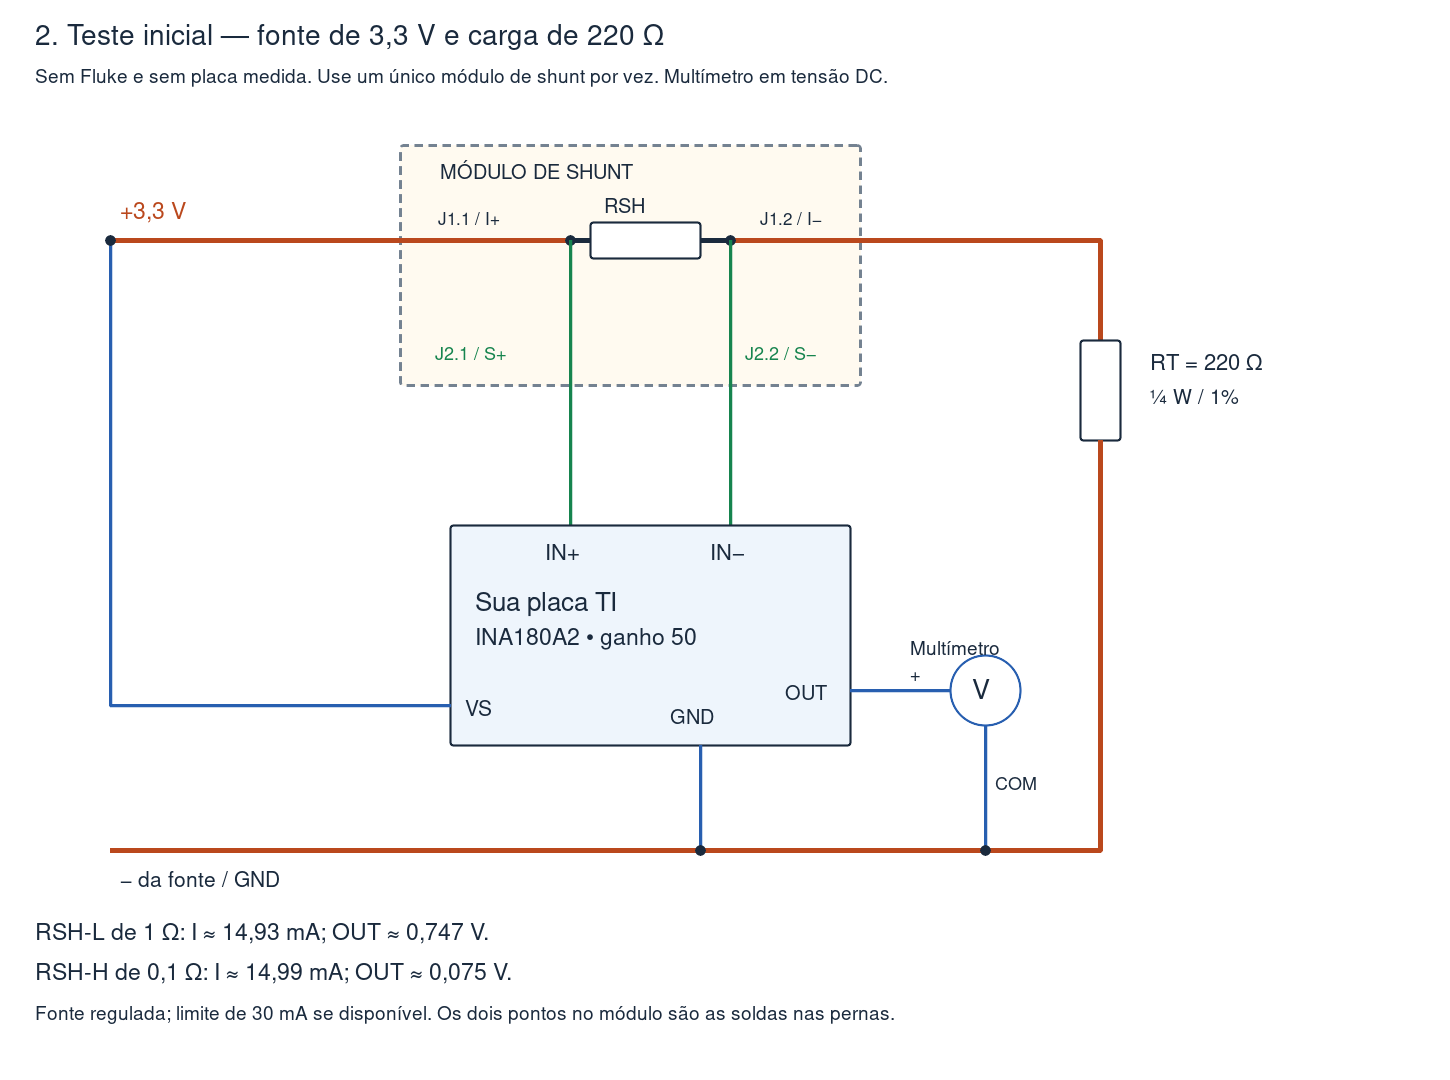 2. Teste inicial — fonte de 3,3 V e carga de 220 Ω
Sem Fluke e sem placa medida. Use um único módulo de shunt por vez. Multímetro em tensão DC.
MÓDULO DE SHUNT
+3,3 V
RSH
J1.1 / I+
J1.2 / I−
J2.1 / S+
J2.2 / S−
RT = 220 Ω
¼ W / 1%
IN+
IN−
Sua placa TI
INA180A2 • ganho 50
Multímetro
+
V
OUT
VS
GND
COM
− da fonte / GND
RSH-L de 1 Ω: I ≈ 14,93 mA; OUT ≈ 0,747 V.
RSH-H de 0,1 Ω: I ≈ 14,99 mA; OUT ≈ 0,075 V.
Fonte regulada; limite de 30 mA se disponível. Os dois pontos no módulo são as soldas nas pernas.